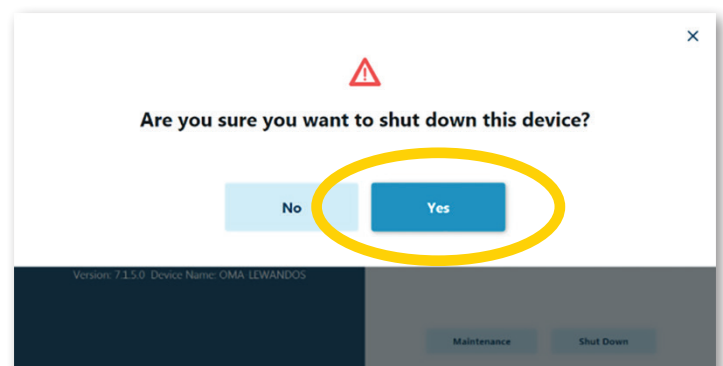 Are you sure you want to shut down this device?
No
Yes
Version: 7.1.5.0 Device Name: OMA LEWANDOS
Maintenance
Shut Down